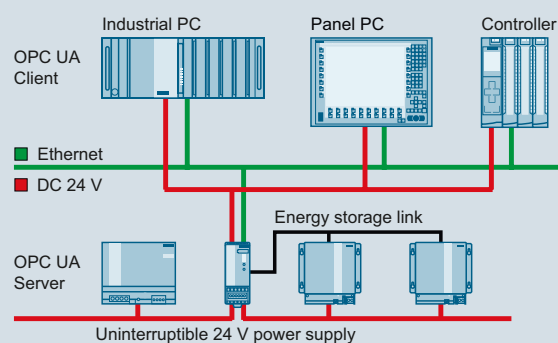 Industrial PC
Panel PC
Controller
OPC UA
Client
Ethernet
DC 24 V
Energy storage link
OPC UA
Server
Uninterruptible 24 V power supply